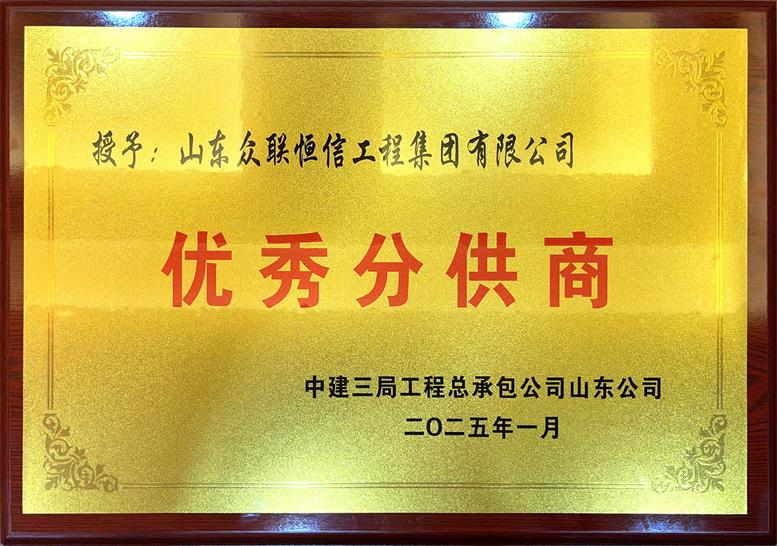 授予：山东众联恒信工程集团有限公司
优秀分供商
中建三局工程总承包公司山东公司
二〇二五年一月